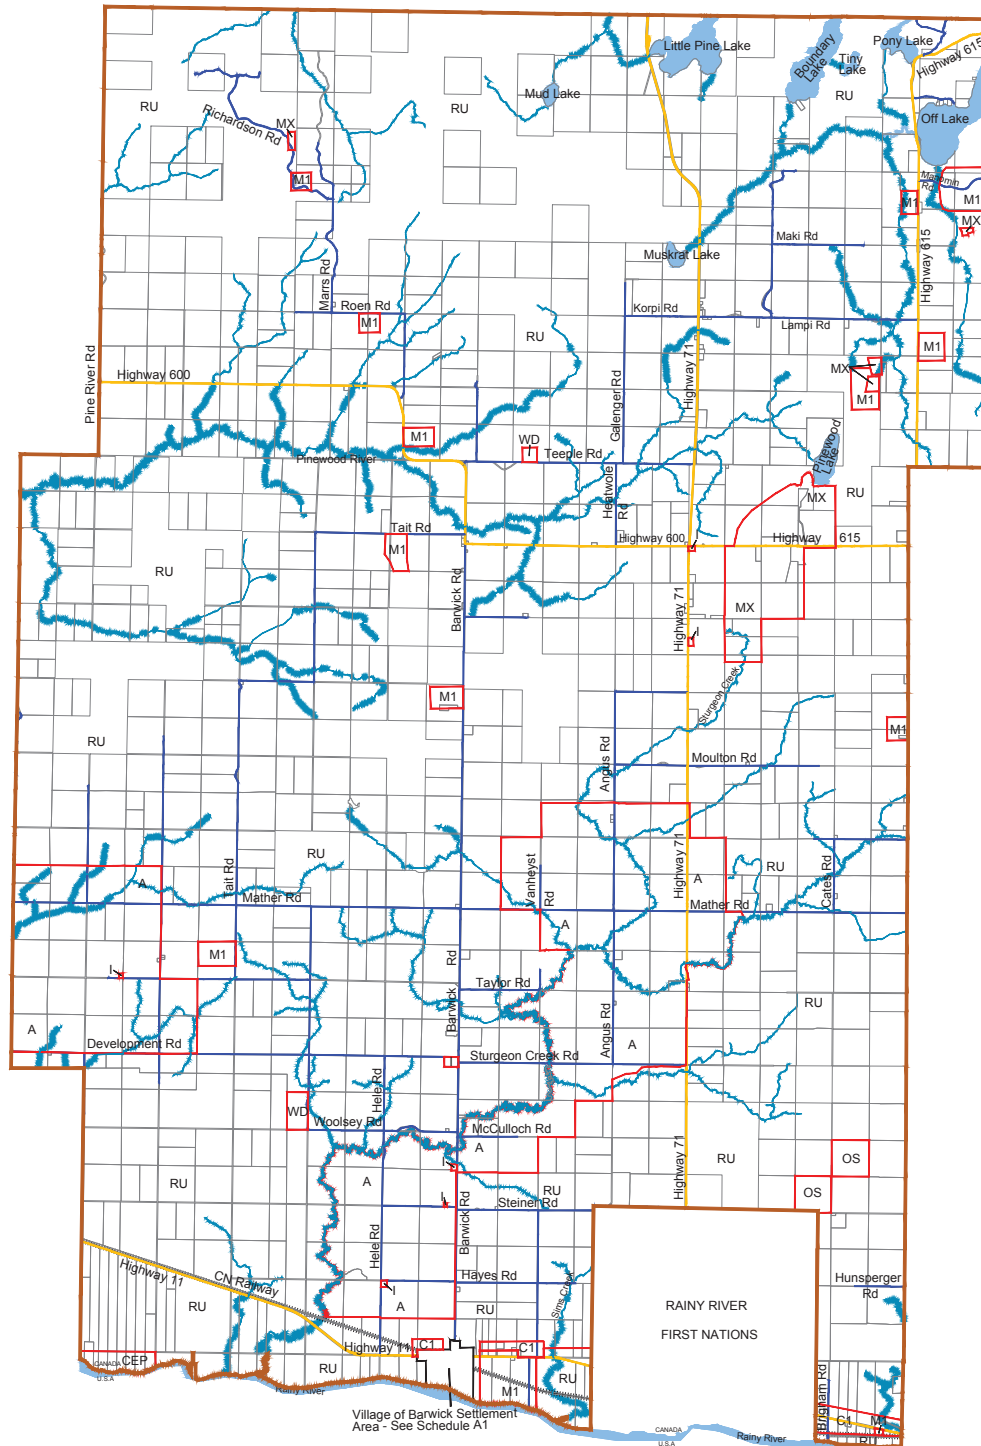 Little Pine Lake
Pony Lake
Highway 615
Boundary
Lake
Tiny
Lake
Mud Lake
RU
RU
RU
Off Lake
Richardson Rd
MX
M1
Masomin
Rd
M1
M1
MX
Maki Rd
Muskrat Lake
Highway 615
Marrs Rd
Roen Rd
M1
Korpi Rd
Lampi Rd
RU
M1
Pine River Rd
Highway 600
Highway 71
Galenger Rd
MX
M1
M1
WD
Teeple Rd
Pinewood River
Pinewood
Lake
Heatwole
Rd
MX
RU
Tait Rd
M1
Highway 600
I
Highway 615
RU
Barwick Rd
Highway 71
MX
I
Sturgeon Creek
M1
RU
M1
Angus Rd
Moulton Rd
RU
Tait Rd
A
Mather Rd
Vanheyst
Rd
Highway 71
A
RU
Cates Rd
Mather Rd
A
M1
I
Barwick Rd
Taylor Rd
RU
A
Development Rd
Angus Rd
A
Sturgeon Creek Rd
Hele Rd
WD
Woolsey Rd
McCulloch Rd
A
Highway 71
RU
OS
I
RU
A
RU
OS
I
Steiner Rd
Barwick Rd
Hele Rd
Highway 11
CN Railway
Hayes Rd
I
Sims Creek
Hunsperger
Rd
RU
A
RU
RAINY RIVER
FIRST NATIONS
Highway 11
C1
C1
CEP
CANADA
U.S.A
RU
RU
Rainy River
M1
Brigham Rd
C1
M1
RU
Village of Barwick Settlement
Area - See Schedule A1
CANADA
U.S.A
Rainy River